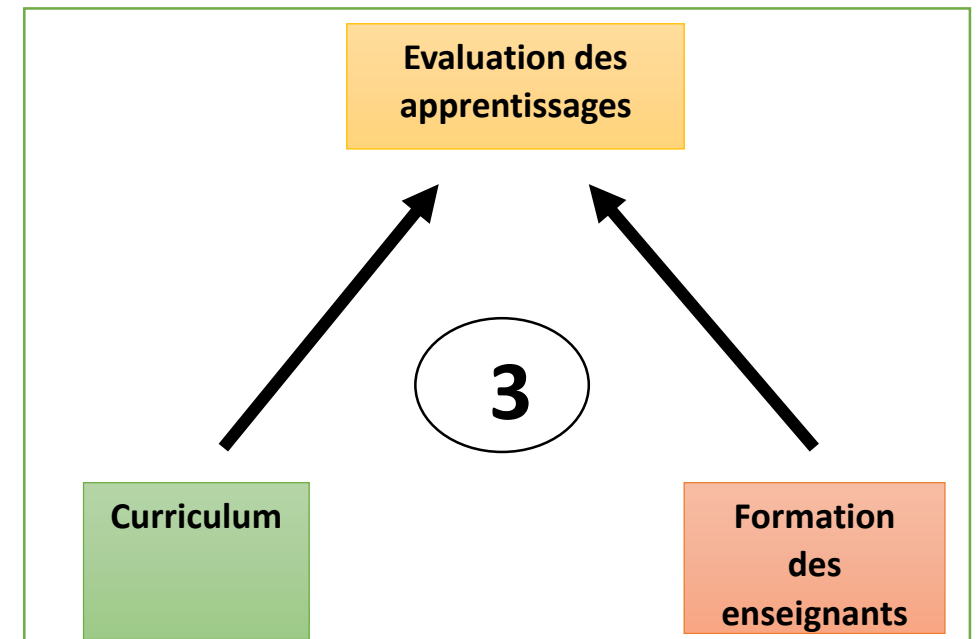 Evaluation des
apprentissages
3
Curriculum
Formation
des
enseignants